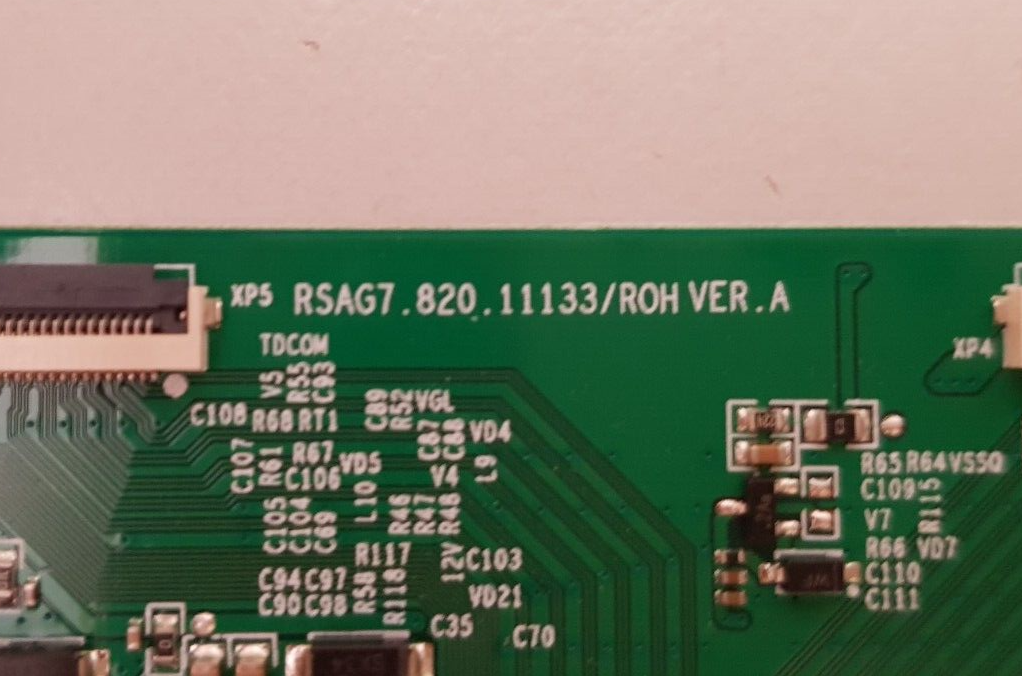 XP5 RSAG7.820.11133/ROH VER.A
TDCOM
XP4
V5
R55
C93
C108 R68 RT1
C89
R52
VGL
C87
C88
VD4
C107
R61
R67
C106
VD5
V4
L9
R65 R64 VSSQ
C109
R115
V7
C105
C104
C69
L10
R46
R47
R48
R117
12V
C103
R66 VD7
C94 C97
R58
R118
C110
C90 C98
VD21
C111
C35
C70